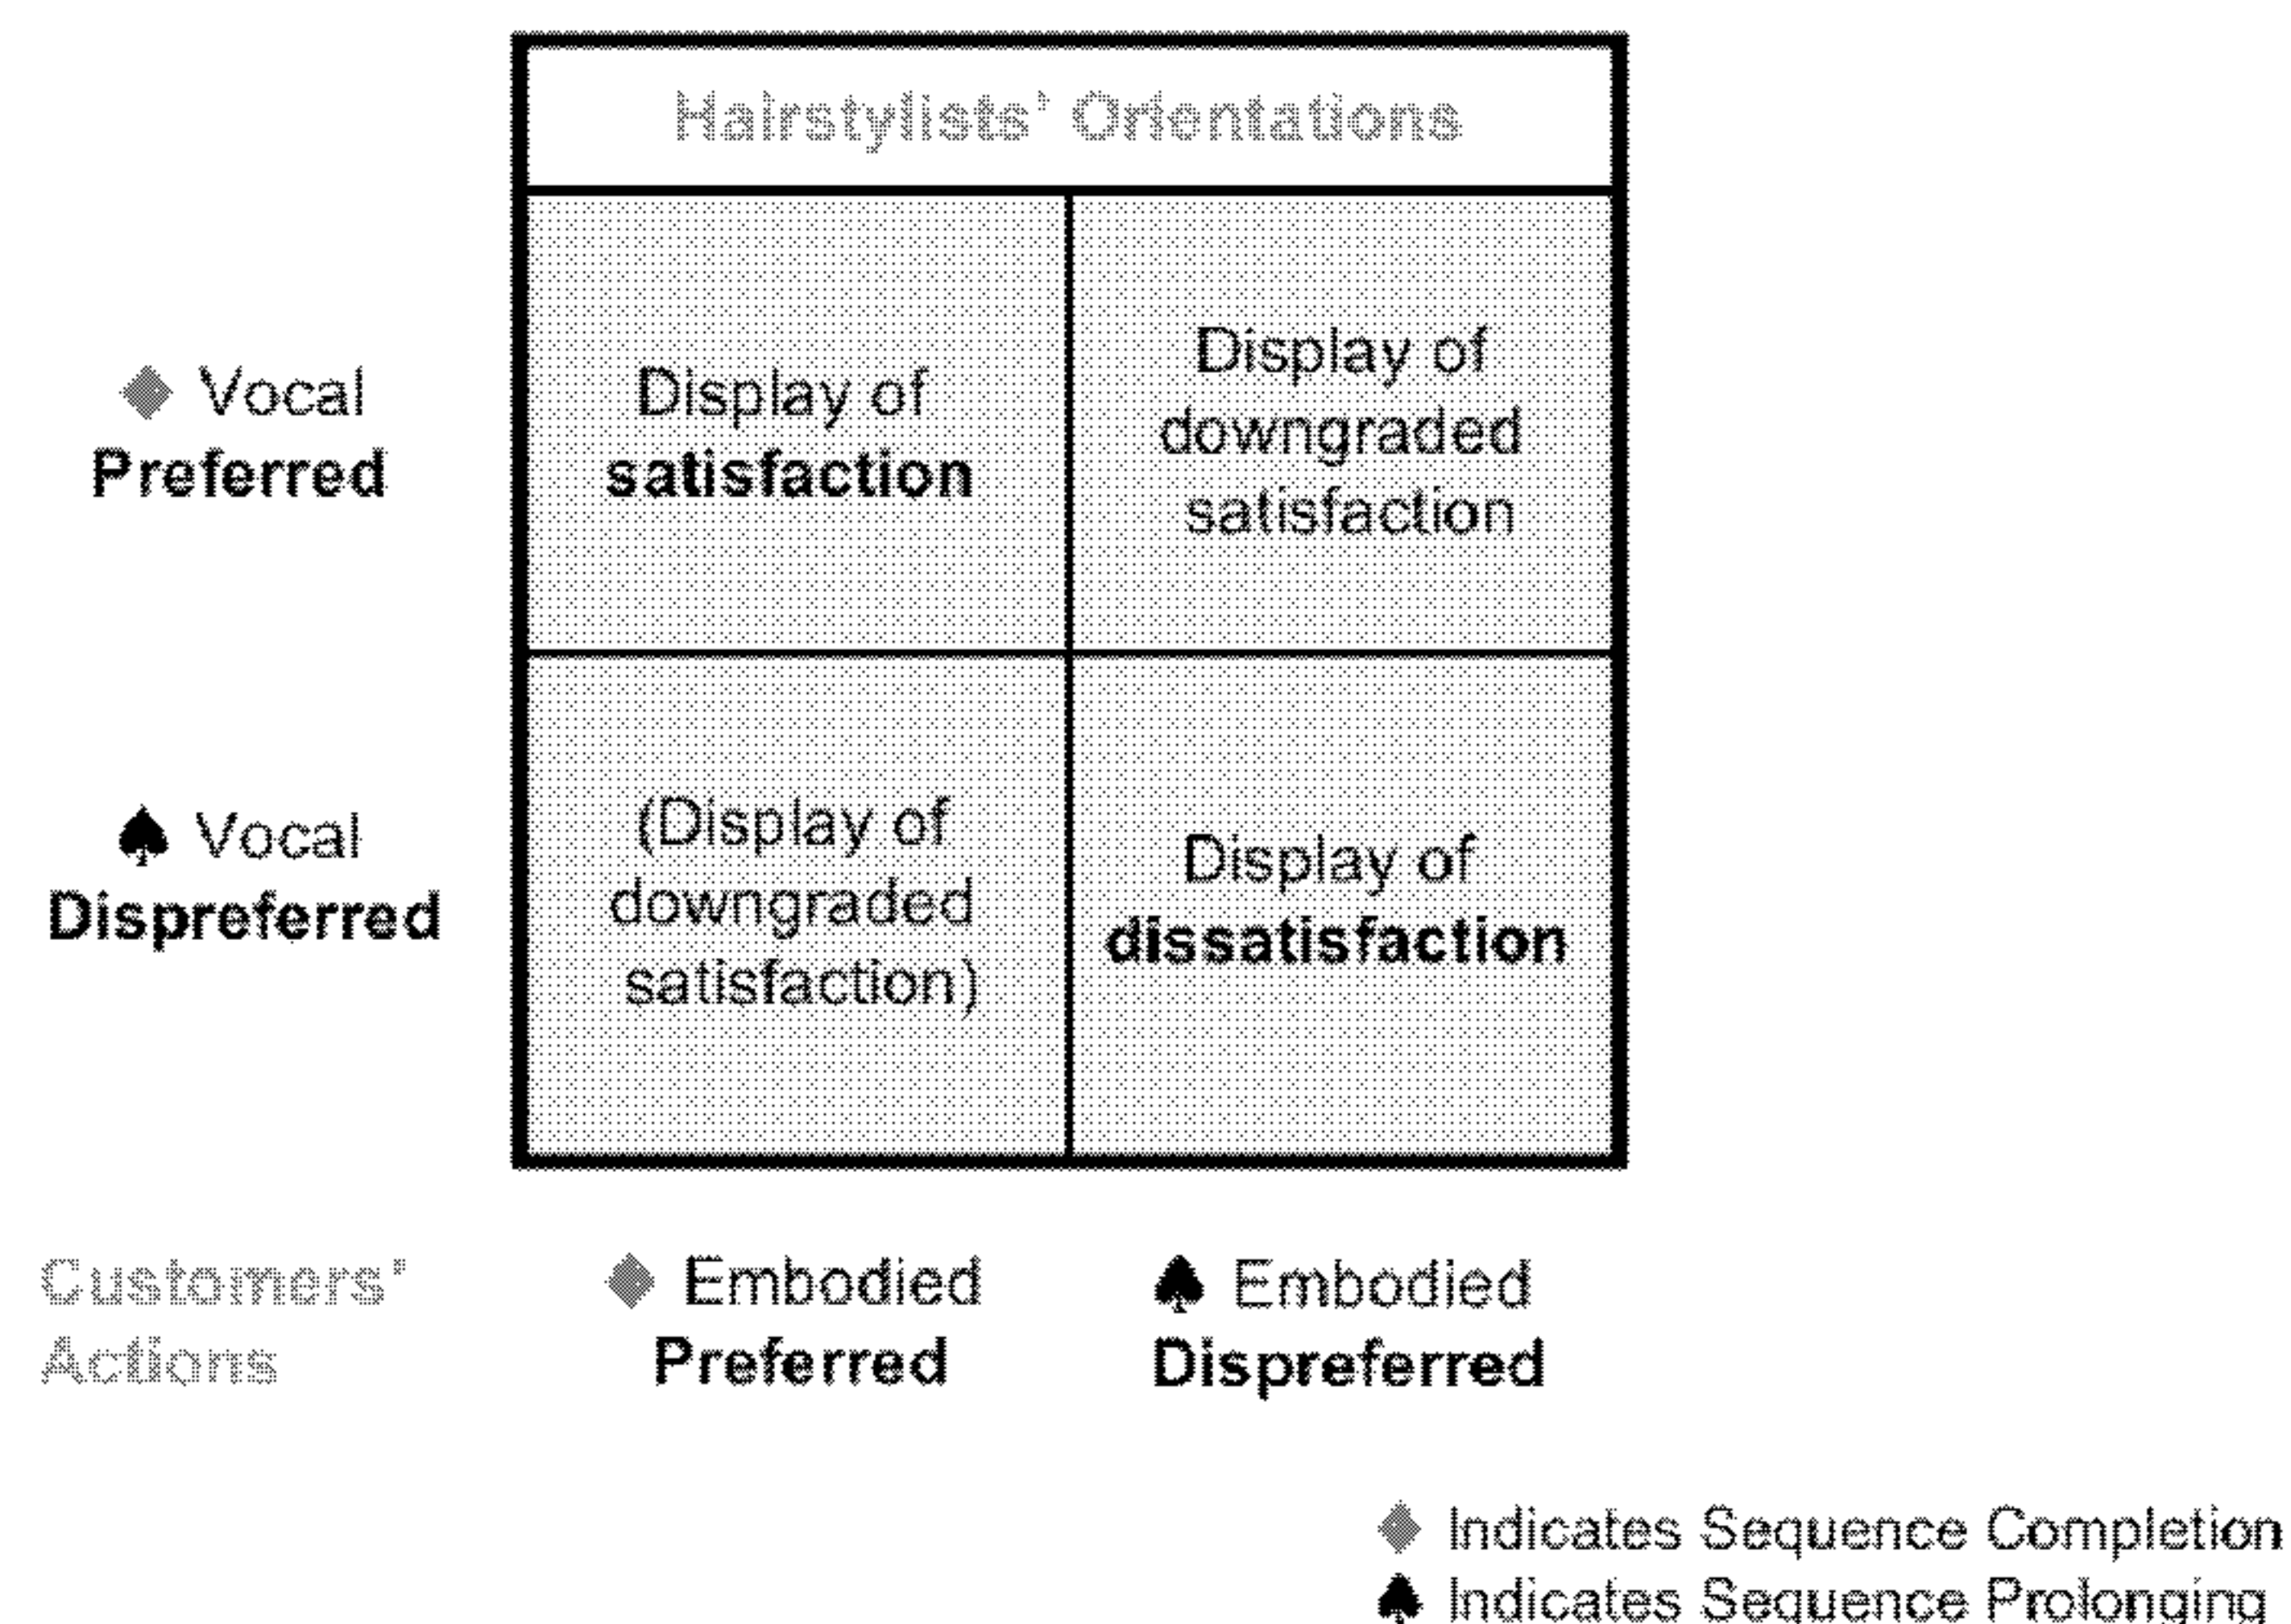 Hairstylists' Orientations
♦ Vocal
Preferred
Display of
satisfaction
Display of
downgraded
satisfaction
♠ Vocal
Dispreferred
(Display of
downgraded
satisfaction)
Display of
dissatisfaction
Customers'
Actions
♦ Embodied
Preferred
♠ Embodied
Dispreferred
♦ Indicates Sequence Completion
♠ Indicates Sequence Prolonging